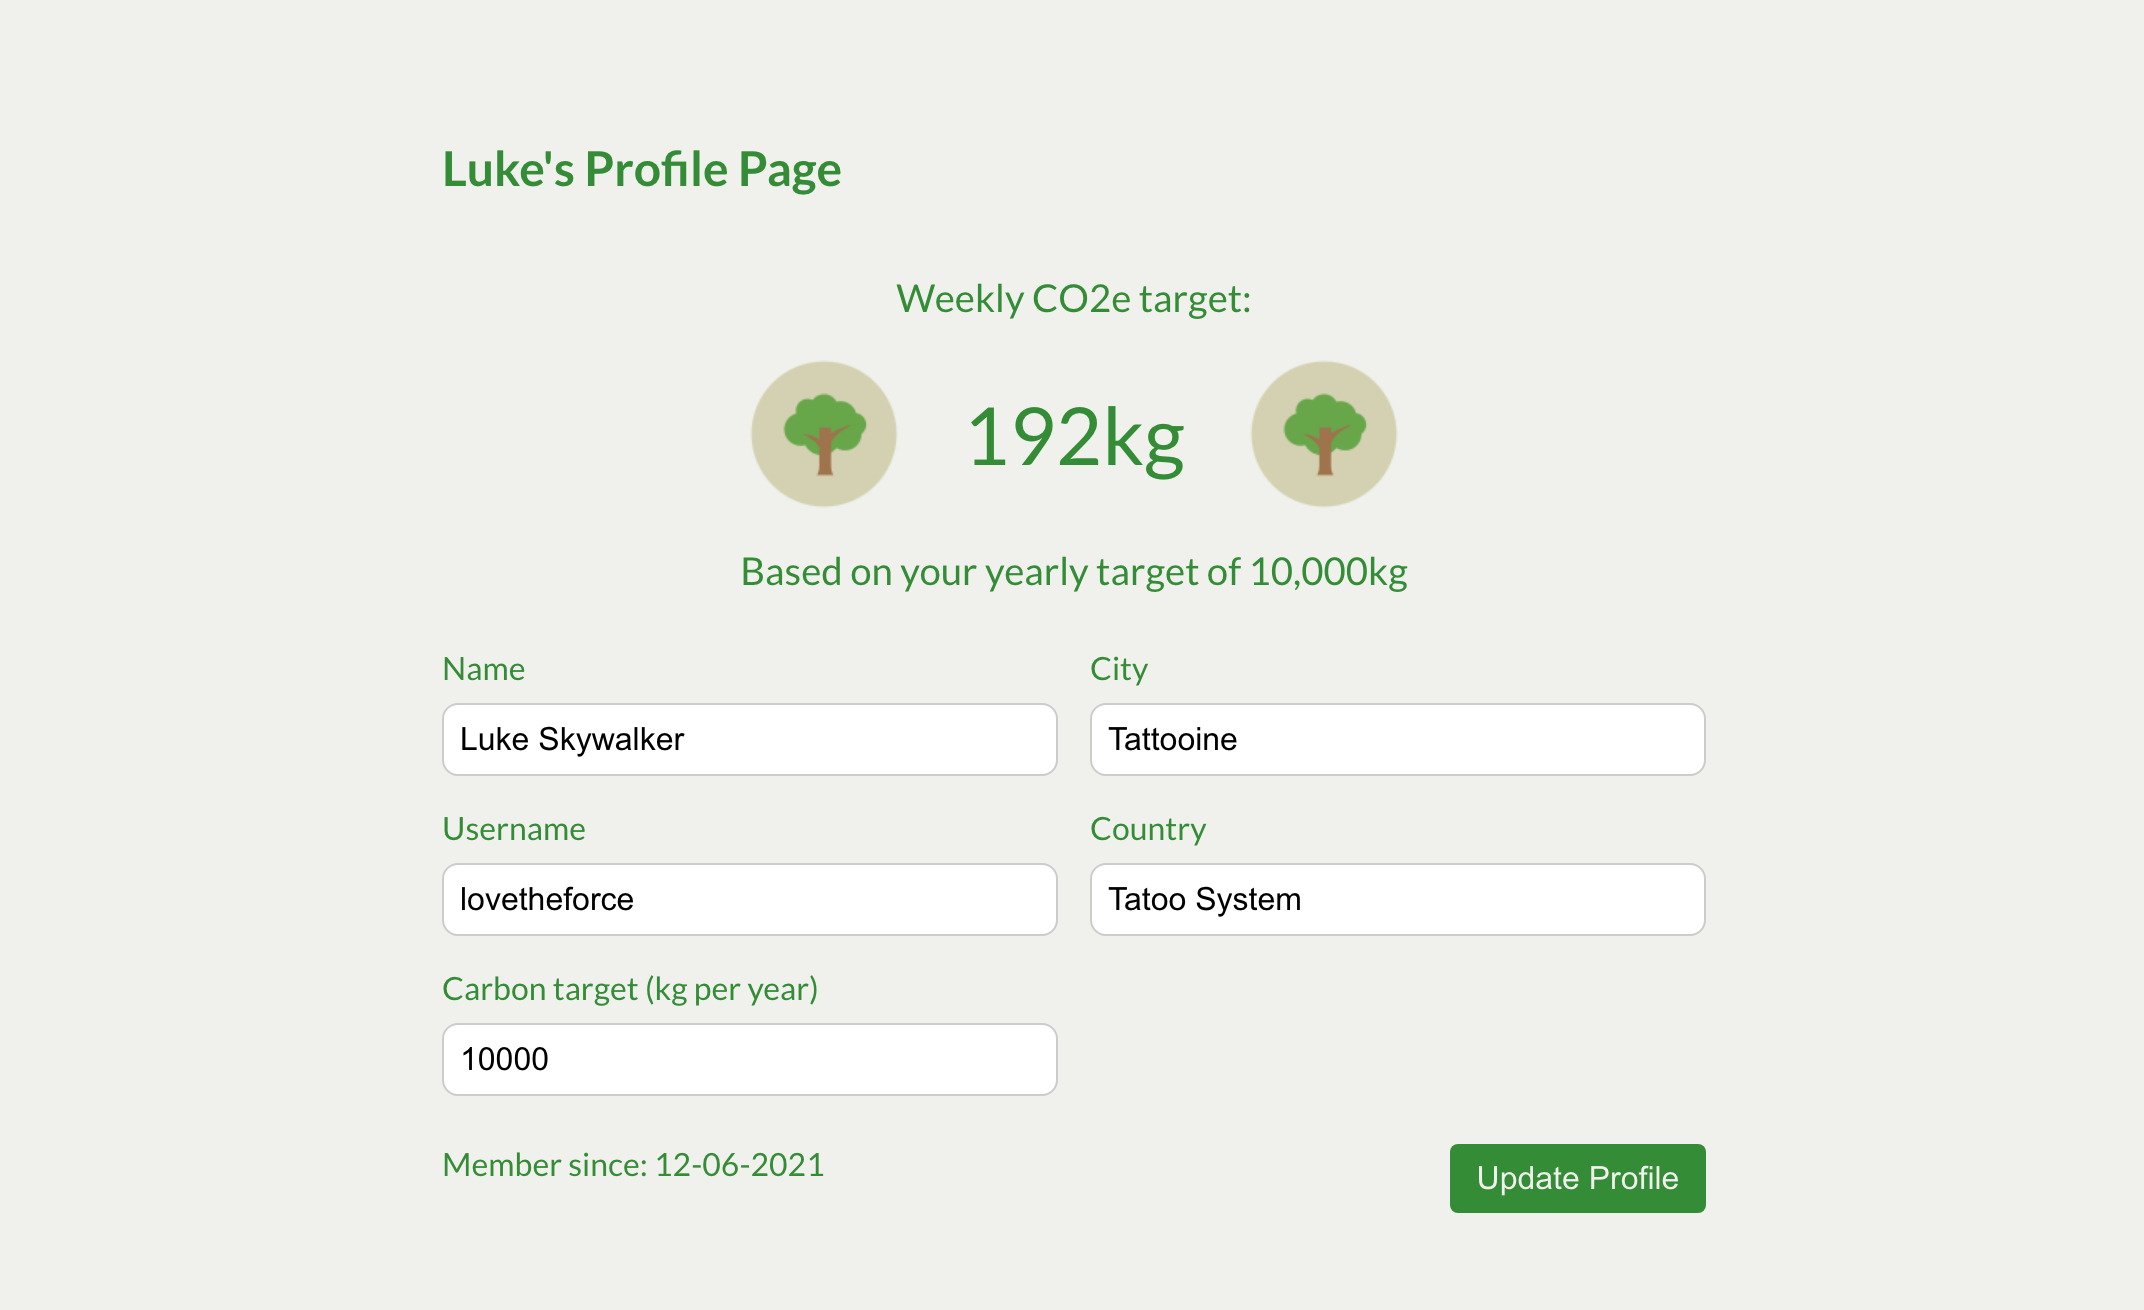 Luke's Profile Page
Weekly CO2e target:
192kg
Based on your yearly target of 10,000kg
Name
City
Luke Skywalker
Tattooine
Username
Country
lovetheforce
Tatoo System
Carbon target (kg per year)
10000
Member since: 12-06-2021
Update Profile